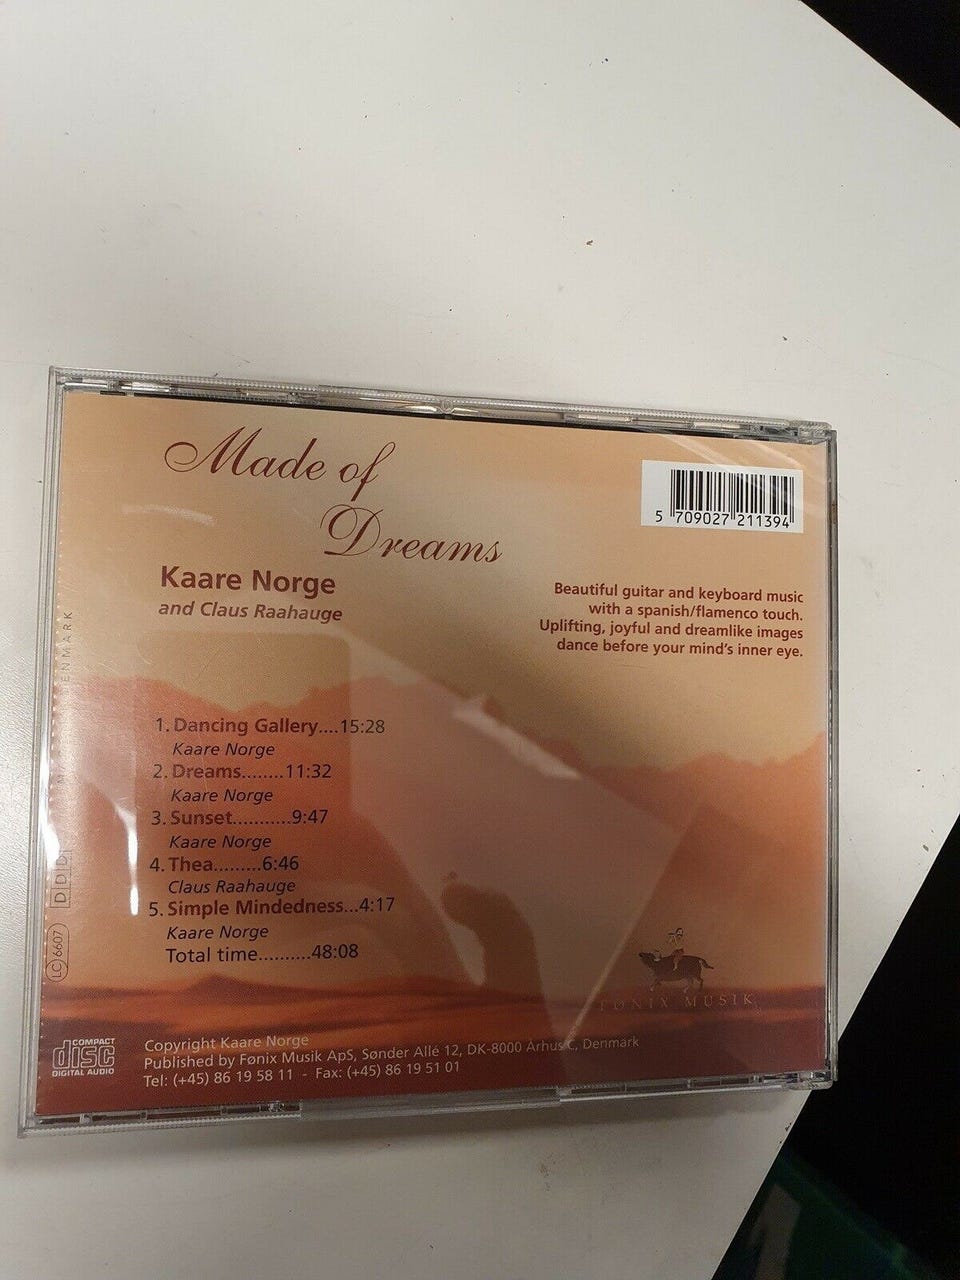 Made of
Dreams
Kaare Norge
and Claus Raahauge
5 709027 211394
Beautiful guitar and keyboard music
with a spanish/flamenco touch.
Uplifting, joyful and dreamlike images
dance before your mind's inner eye.
1. Dancing Gallery....15:28
Kaare Norge
2. Dreams........11:32
Kaare Norge
3. Sunset...........9:47
Kaare Norge
4. Thea.........6:46
Claus Raahauge
5. Simple Mindedness...4:17
Kaare Norge
Total time..........48:08
FØNIX MUSIK
COMPACT
disc
DIGITAL AUDIO
Copyright Kaare Norge
Published by Fønix Musik ApS, Sønder Allé 12, DK-8000 Århus C, Denmark
Tel: (+45) 86 19 58 11 - Fax: (+45) 86 19 51 01
LC 6607
DDD